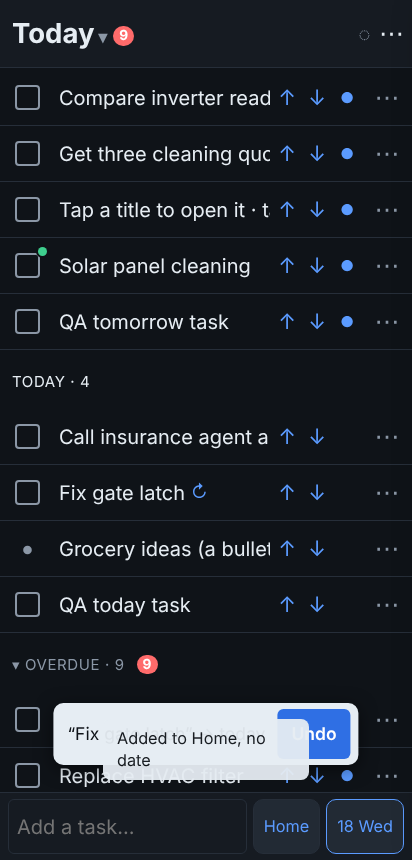 Today ▾ 9 ···
Compare inverter read ↑ ↓ ● ···
Get three cleaning quo ↑ ↓ ● ···
Tap a title to open it · t ↑ ↓ ● ···
Solar panel cleaning ↑ ↓ ● ···
QA tomorrow task ↑ ↓ ● ···
TODAY · 4
Call insurance agent a ↑ ↓ ···
Fix gate latch ↑ ↓ ···
Grocery ideas (a bullet ↑ ↓ ···
QA today task ↑ ↓ ···
▾ OVERDUE · 9 9
“Fix
Added to Home, no
date
Undo
Replace HVAC filter ↑ ↓ ● ···
Add a task... Home 18 Wed